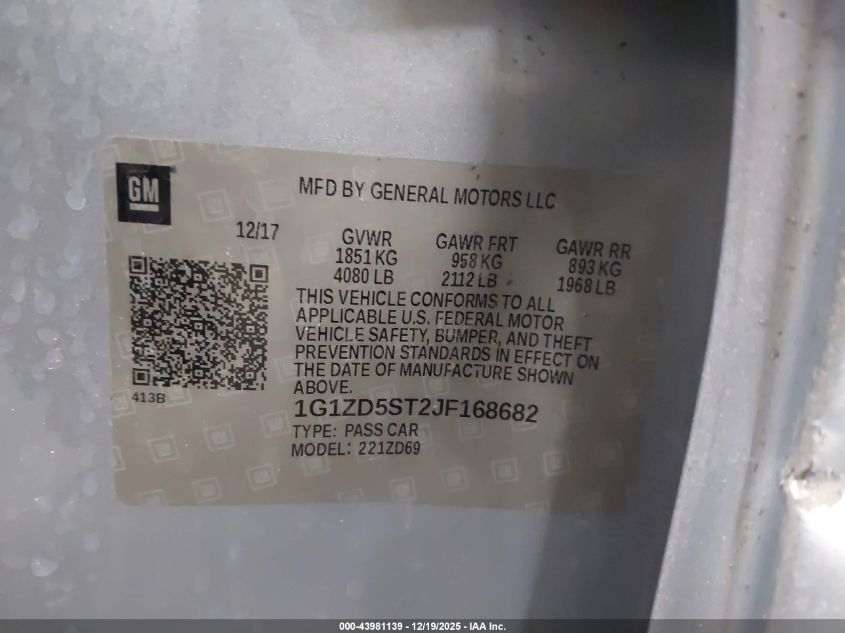 GM
MFD BY GENERAL MOTORS LLC
12/17
GVWR GAWR FRT GAWR RR
1851 KG 958 KG 893 KG
4080 LB 2112 LB 1968 LB
THIS VEHICLE CONFORMS TO ALL
APPLICABLE U.S. FEDERAL MOTOR
VEHICLE SAFETY, BUMPER, AND THEFT
PREVENTION STANDARDS IN EFFECT ON
THE DATE OF MANUFACTURE SHOWN
ABOVE.
413B
1G1ZD5ST2JF168682
TYPE: PASS CAR
MODEL: 221ZD69
000-43981139 - 12/19/2025 - IAA Inc.